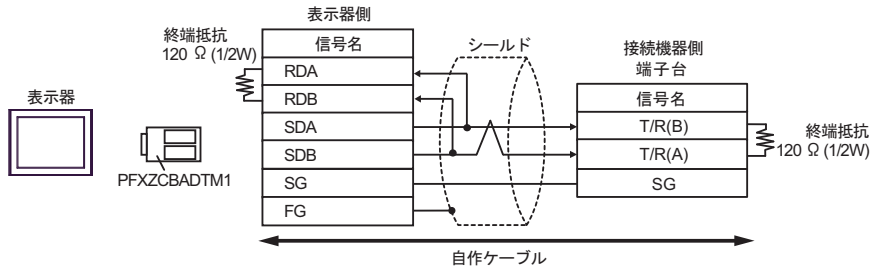 表示器側
終端抵抗
120 Ω (1/2W)
信号名
RDA
RDB
SDA
SDB
SG
FG
シールド
接続機器側
端子台
信号名
T/R(B)
T/R(A)
SG
終端抵抗
120 Ω (1/2W)
表示器
PFXZCBADTM1
自作ケーブル